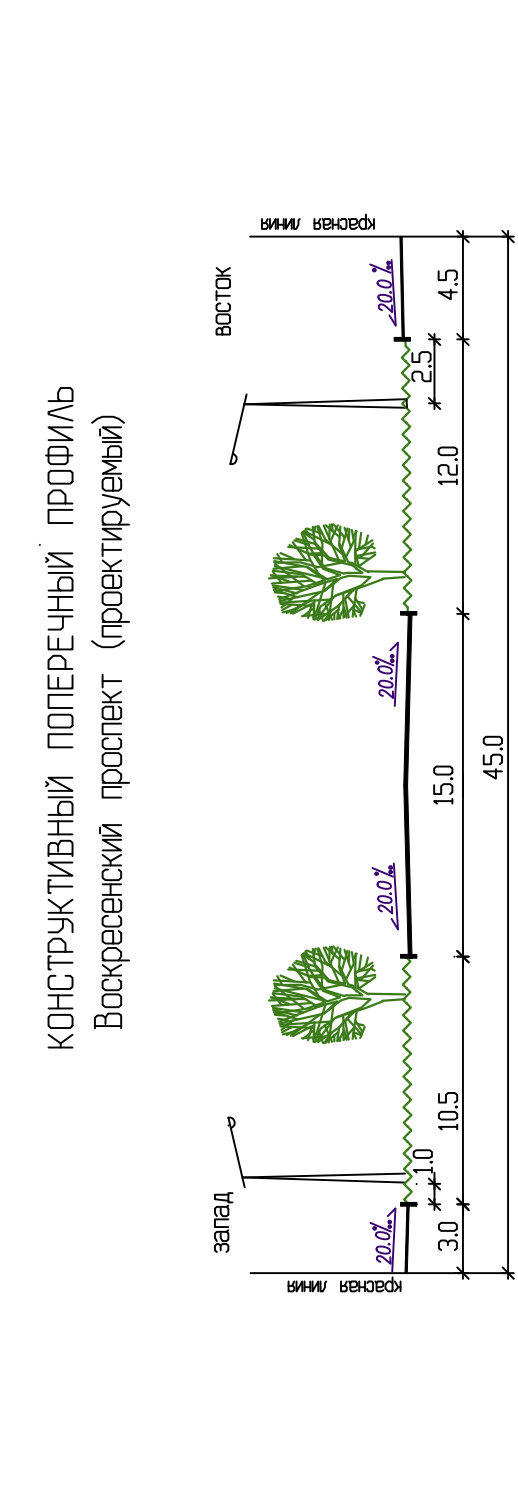 КОНСТРУКТИВНЫЙ ПОПЕРЕЧНЫЙ ПРОФИЛЬ
Воскресенский проспект (проектируемый)
запад
восток
красная линия
красная линия
20.0‰
20.0‰
20.0‰
20.0‰
1.0
2.5
3.0
10.5
15.0
12.0
4.5
45.0